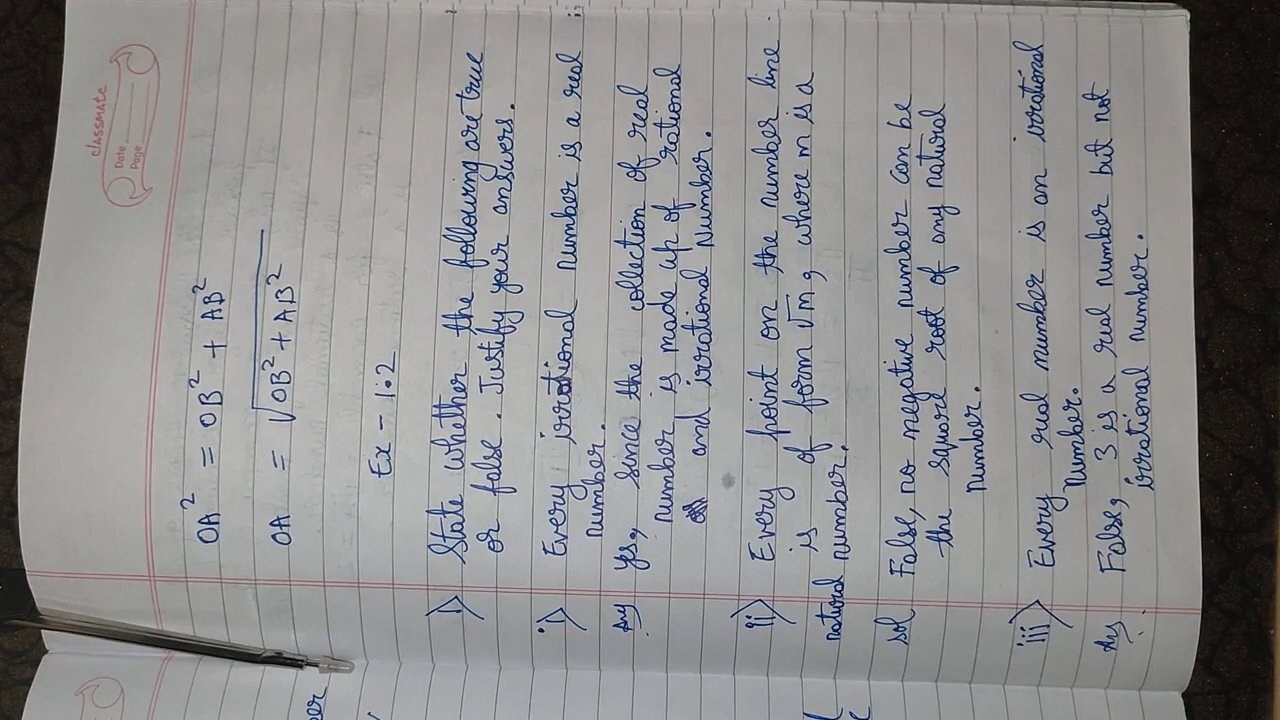 classmate
Date
Page
OA² = OB² + AB²
OA = √OB² + AB²
Ex - 1.2
1> State whether the following are true
or false. Justify your answers.
i> Every irrational number is a real
number.
Ans Yes, since the collection of real
number is made up of rational
and irrational Number.
ii> Every point on the number line
is of form √m, where m is a
natural number.
sol False, no negative number can be
the square root of any natural
number.
iii> Every real number is an irrational
Number.
Ans False, 3 is a real number but not
irrational number.